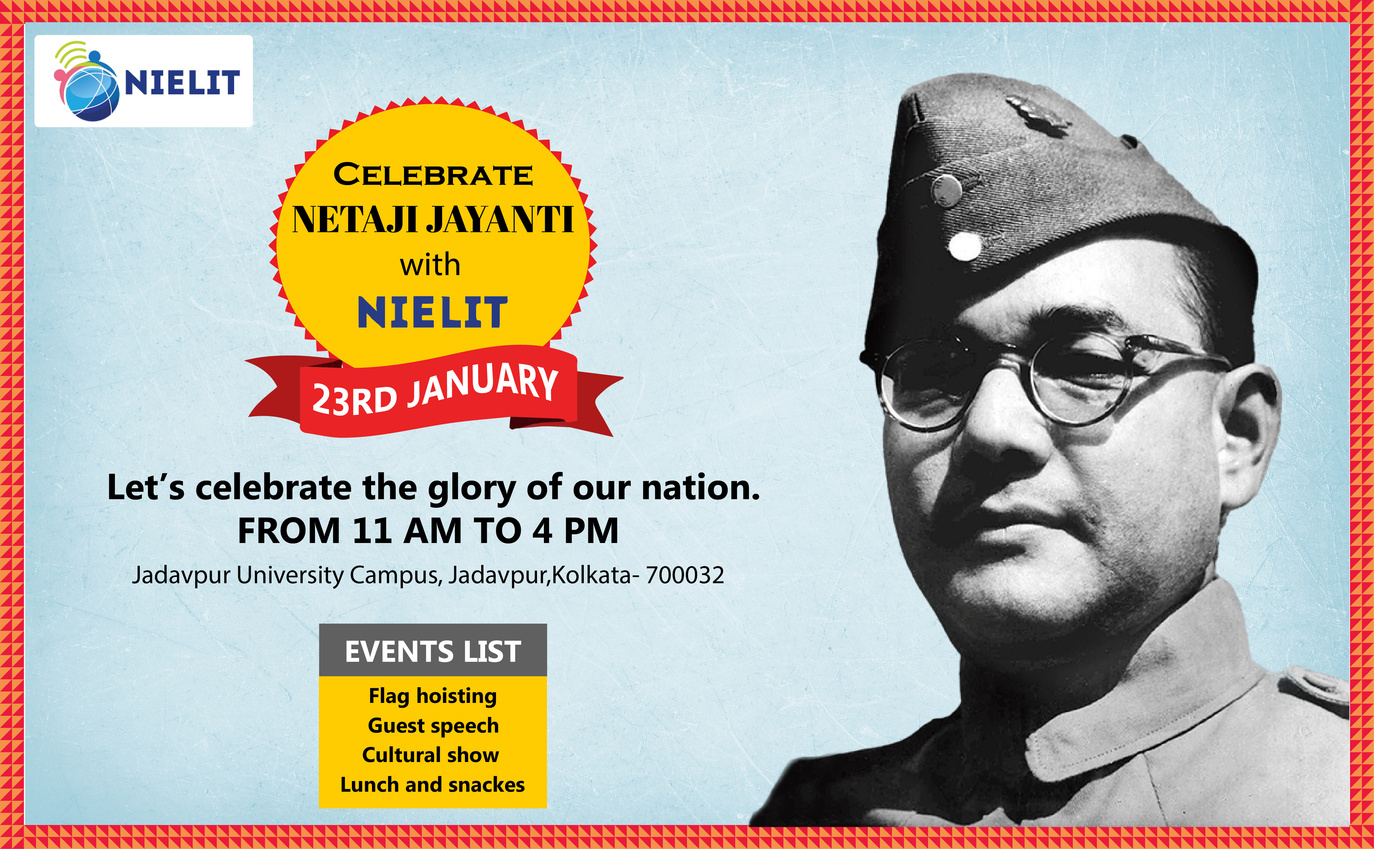 NIELIT
CELEBRATE
NETAJI JAYANTI
with
NIELIT
23RD JANUARY
Let’s celebrate the glory of our nation.
FROM 11 AM TO 4 PM
Jadavpur University Campus, Jadavpur,Kolkata- 700032
EVENTS LIST
Flag hoisting
Guest speech
Cultural show
Lunch and snackes